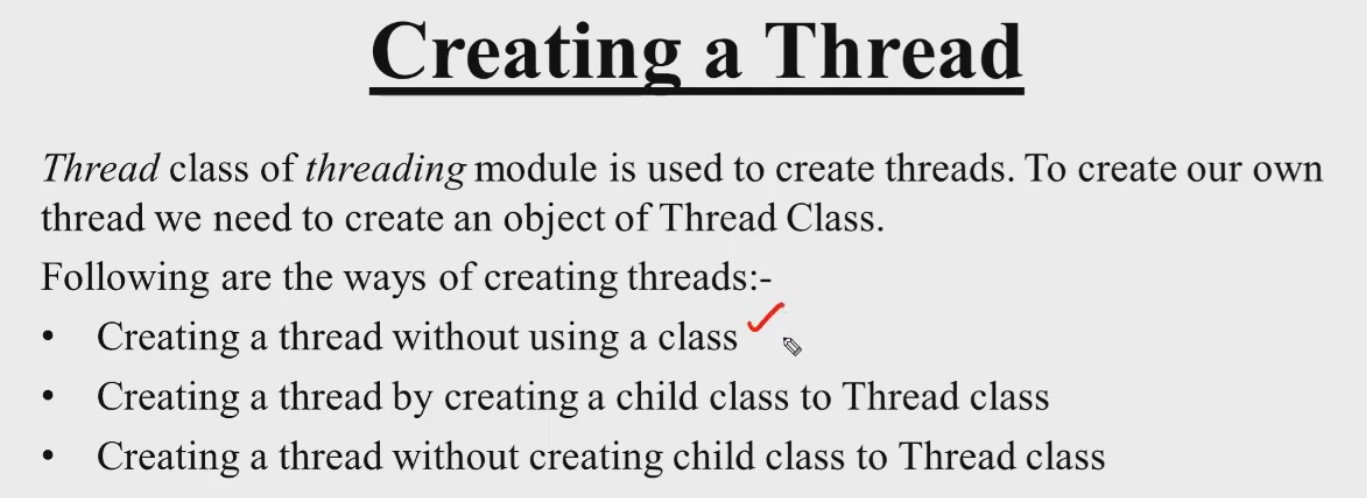 Creating a Thread
Thread class of threading module is used to create threads. To create our own
thread we need to create an object of Thread Class.
Following are the ways of creating threads:-
• Creating a thread without using a class
• Creating a thread by creating a child class to Thread class
• Creating a thread without creating child class to Thread class